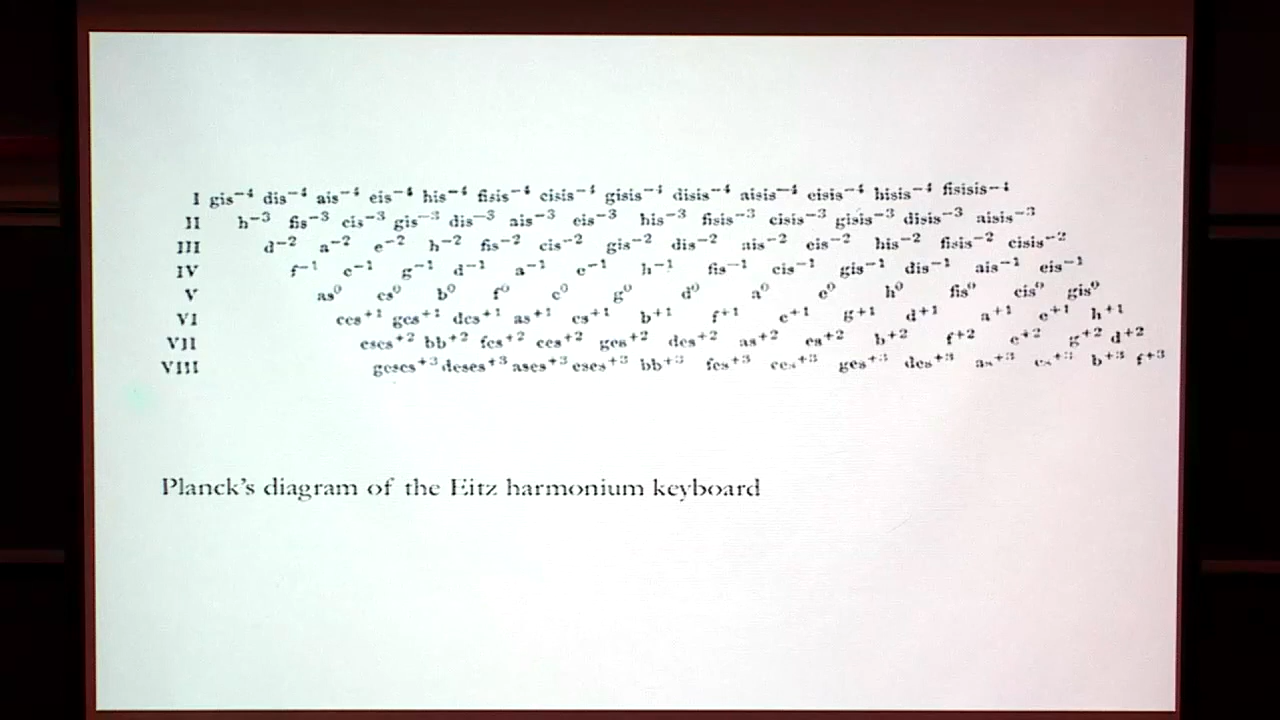 I gis⁻⁴ dis⁻⁴ ais⁻⁴ eis⁻⁴ his⁻⁴ fisis⁻⁴ cisis⁻⁴ gisis⁻⁴ disis⁻⁴ aisis⁻⁴ eisis⁻⁴ hisis⁻⁴ fisisis⁻⁴
II h⁻³ fis⁻³ cis⁻³ gis⁻³ dis⁻³ ais⁻³ eis⁻³ his⁻³ fisis⁻³ cisis⁻³ gisis⁻³ disis⁻³ aisis⁻³
III d⁻² a⁻² e⁻² h⁻² fis⁻² cis⁻² gis⁻² dis⁻² ais⁻² eis⁻² his⁻² fisis⁻² cisis⁻²
IV f⁻¹ c⁻¹ g⁻¹ d⁻¹ a⁻¹ e⁻¹ h⁻¹ fis⁻¹ cis⁻¹ gis⁻¹ dis⁻¹ ais⁻¹ eis⁻¹
V as⁰ es⁰ b⁰ f⁰ c⁰ g⁰ d⁰ a⁰ e⁰ h⁰ fis⁰ cis⁰ gis⁰
VI ces⁺¹ ges⁺¹ des⁺¹ as⁺¹ es⁺¹ b⁺¹ f⁺¹ c⁺¹ g⁺¹ d⁺¹ a⁺¹ e⁺¹ h⁺¹
VII eses⁺² bb⁺² fes⁺² ces⁺² ges⁺² des⁺² as⁺² es⁺² b⁺² f⁺² c⁺² g⁺² d⁺²
VIII geses⁺³ deses⁺³ ases⁺³ eses⁺³ bb⁺³ fes⁺³ ces⁺³ ges⁺³ des⁺³ as⁺³ es⁺³ b⁺³ f⁺³
Planck's diagram of the Eitz harmonium keyboard